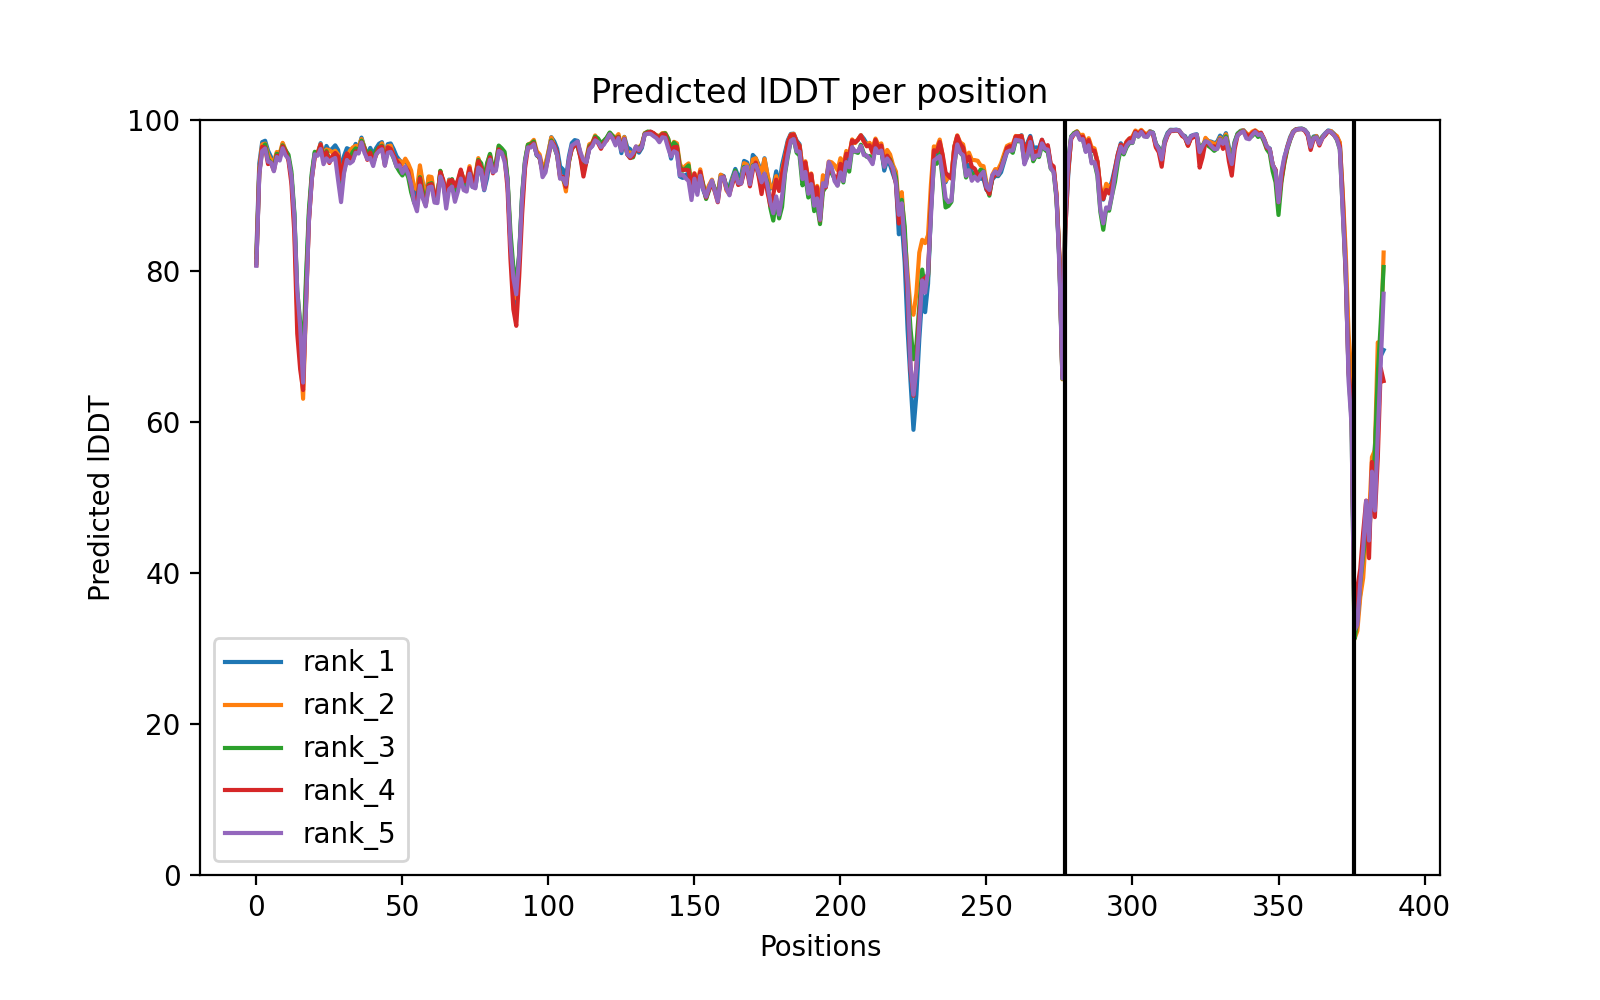 Predicted lDDT per position
100
80
60
40
20
0
Predicted lDDT
rank_1
rank_2
rank_3
rank_4
rank_5
0 50 100 150 200 250 300 350 400
Positions